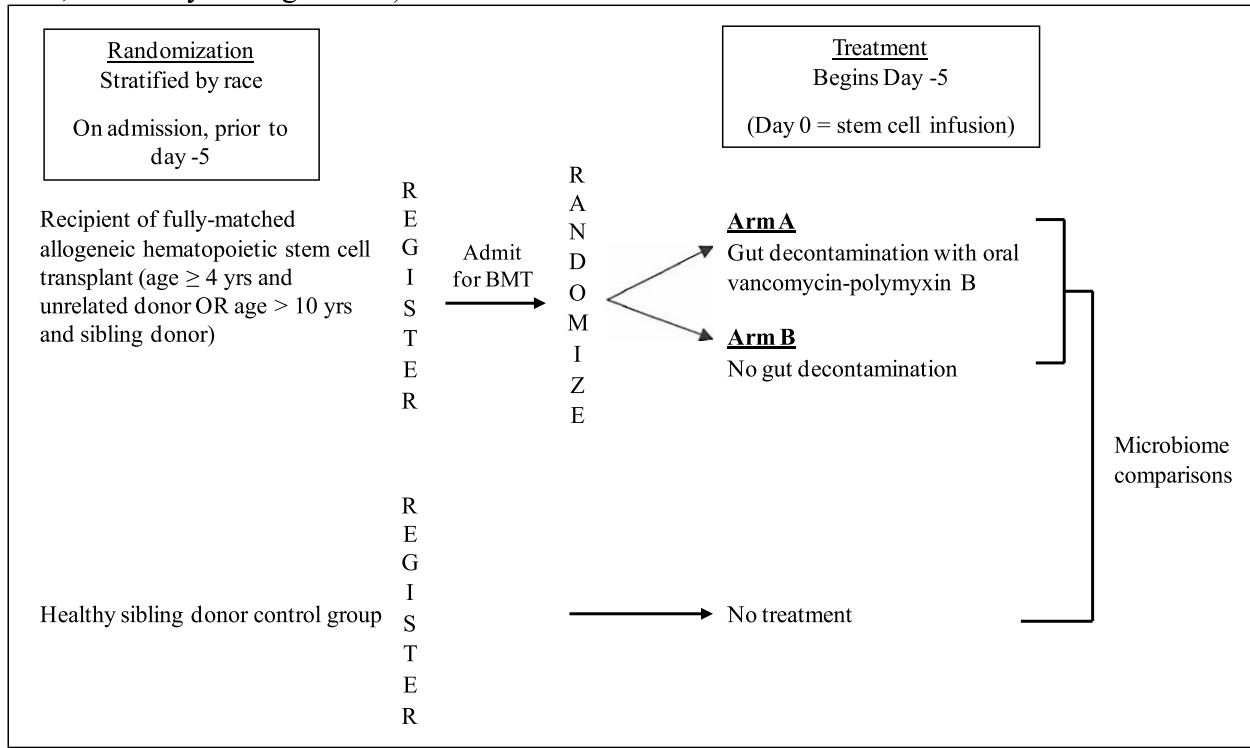 Randomization
Stratified by race
On admission, prior to
day -5
Treatment
Begins Day -5
(Day 0 = stem cell infusion)
Recipient of fully-matched
allogeneic hematopoietic stem cell
transplant (age ≥ 4 yrs and
unrelated donor OR age > 10 yrs
and sibling donor)
R
E
G
I
S
T
E
R
Admit
for BMT
R
A
N
D
O
M
I
Z
E
Arm A
Gut decontamination with oral
vancomycin-polymyxin B
Arm B
No gut decontamination
Microbiome
comparisons
Healthy sibling donor control group
R
E
G
I
S
T
E
R
No treatment